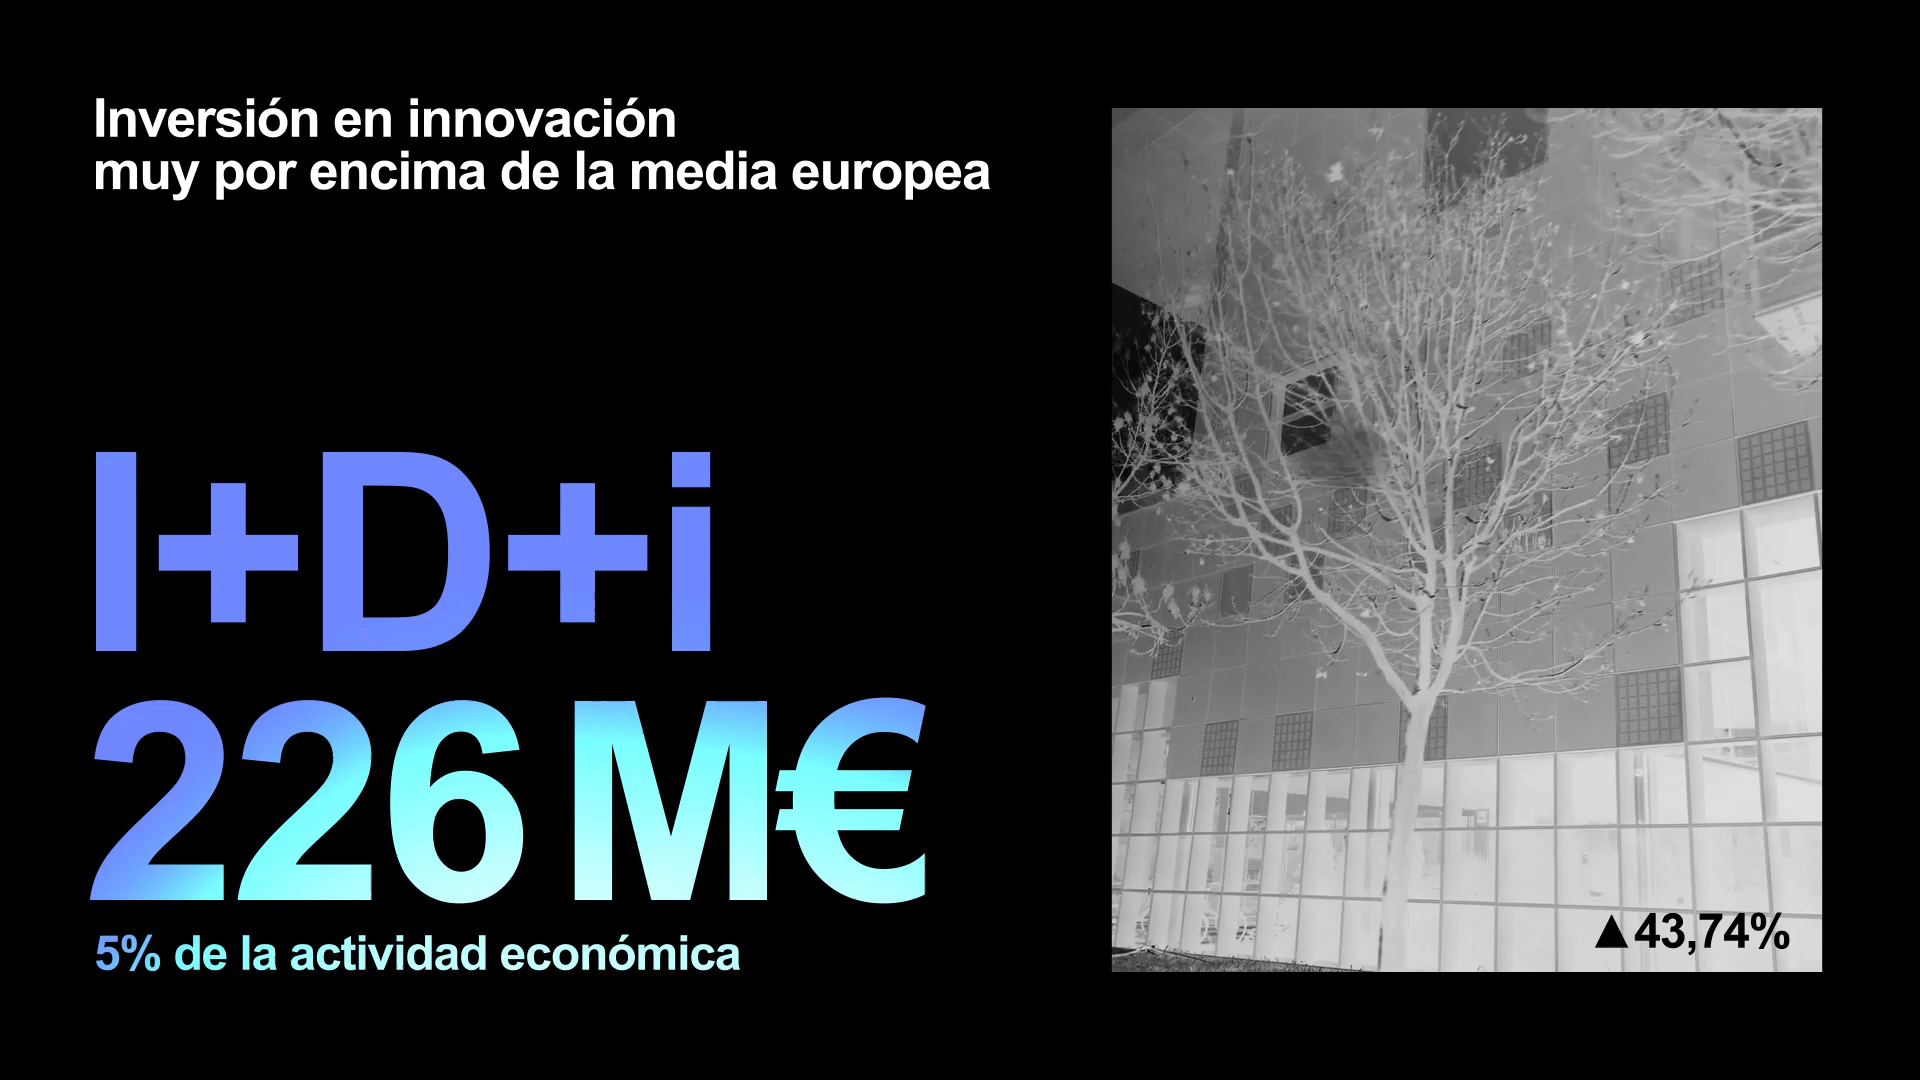 Inversión en innovación
muy por encima de la media europea
I+D+i
226 M€
5% de la actividad económica
▲43,74%